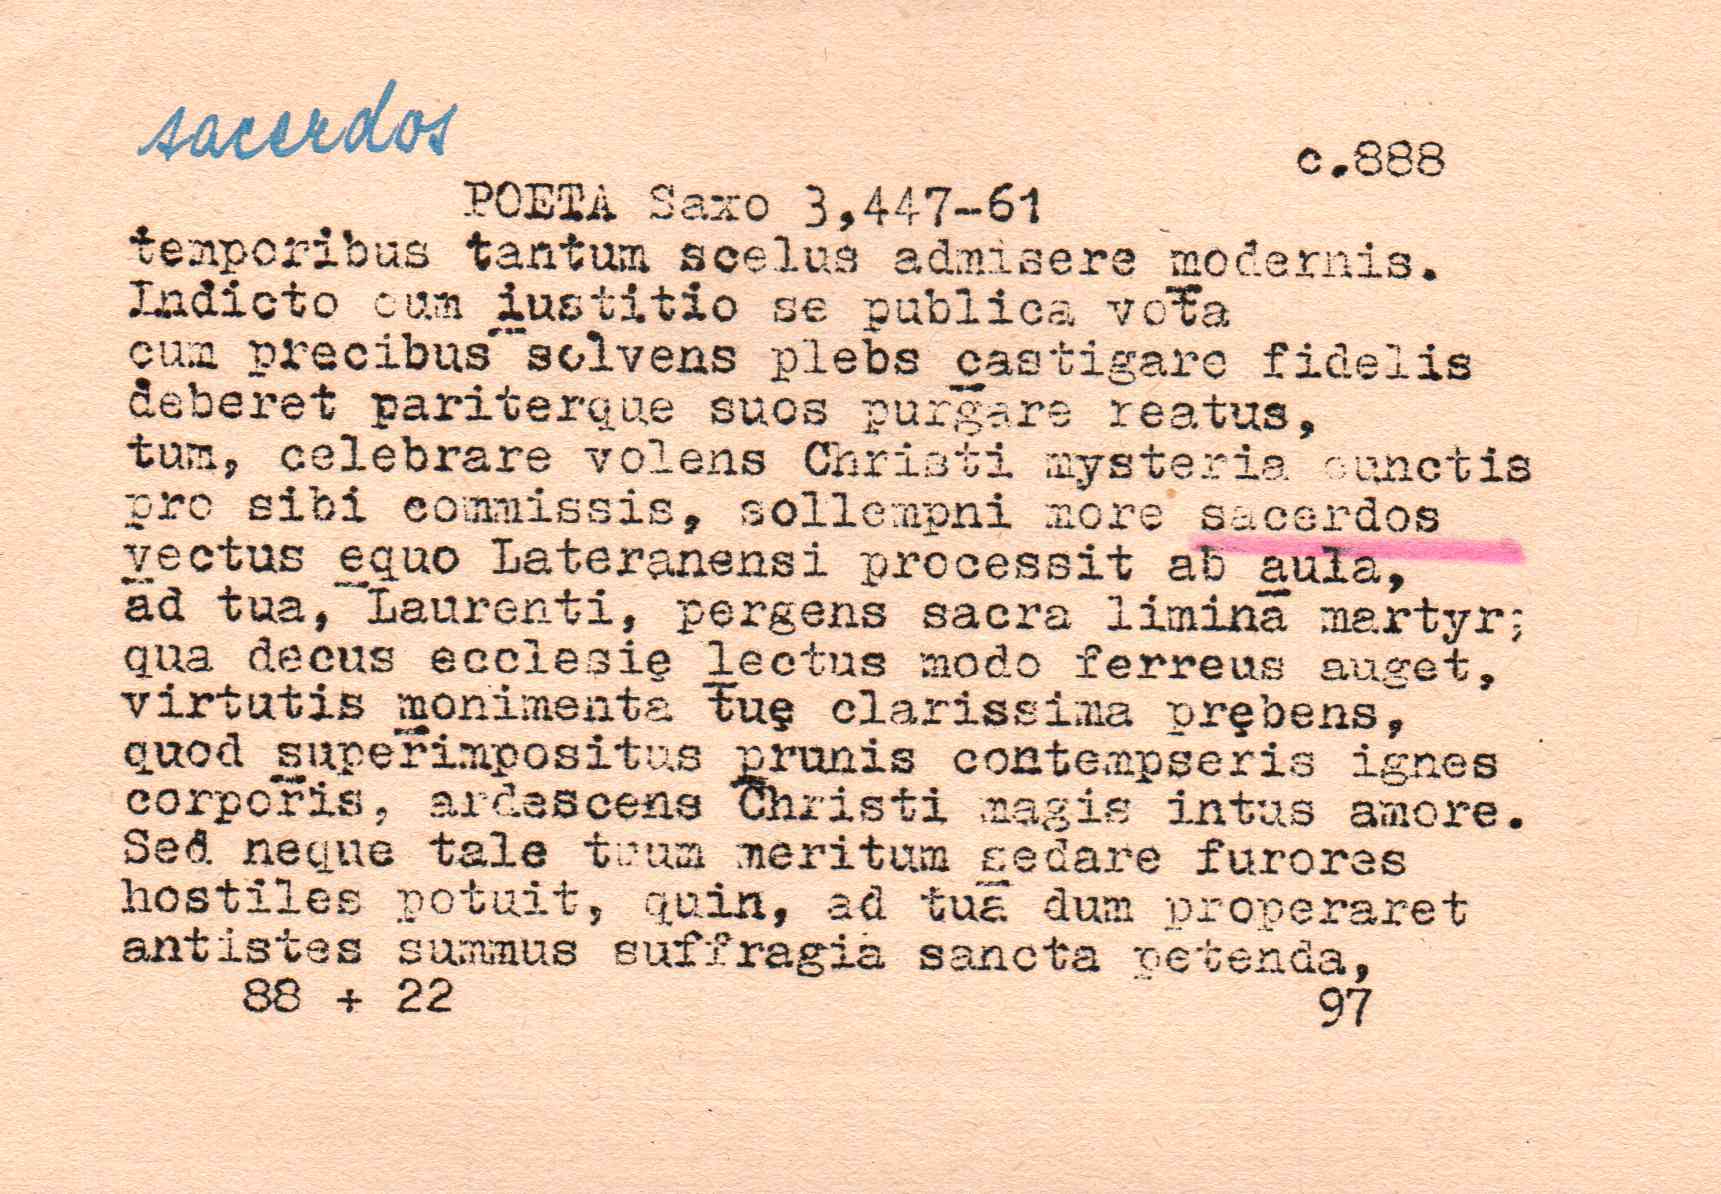 sacerdos
c.888
POETA Saxo 3,447-61
temporibus tantum scelus admisere modernis.
Indicto cum iustitio se publica vota
cum precibus solvens plebs castigare fidelis
deberet pariterque suos purgare reatus,
tum, celebrare volens Christi mysteria cunctis
pro sibi commissis, sollempni more sacerdos
vectus equo Lateranensi processit ab aula,
ad tua, Laurenti, pergens sacra limina martyr;
qua decus ecclesię lectus modo ferreus auget,
virtutis monimenta tuę clarissima prębens,
quod superimpositus prunis contempseris ignes
corporis, ardescens Christi magis intus amore.
Sed neque tale tuum meritum sedare furores
hostiles potuit, quin, ad tua dum properaret
antistes summus suffragia sancta petenda,
88 + 22 97